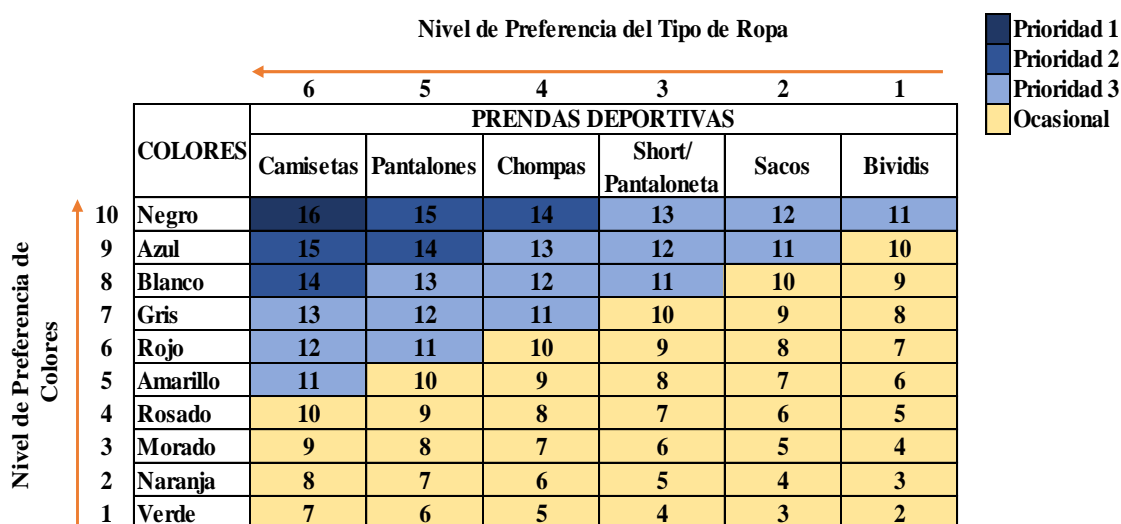 Nivel de Preferencia del Tipo de Ropa
Prioridad 1
Prioridad 2
Prioridad 3
Ocasional
6 5 4 3 2 1
PRENDAS DEPORTIVAS
COLORES Camisetas Pantalones Chompas Short/ Sacos Bividis
Pantaloneta
Nivel de Preferencia de
Colores
10 Negro 16 15 14 13 12 11
9 Azul 15 14 13 12 11 10
8 Blanco 14 13 12 11 10 9
7 Gris 13 12 11 10 9 8
6 Rojo 12 11 10 9 8 7
5 Amarillo 11 10 9 8 7 6
4 Rosado 10 9 8 7 6 5
3 Morado 9 8 7 6 5 4
2 Naranja 8 7 6 5 4 3
1 Verde 7 6 5 4 3 2